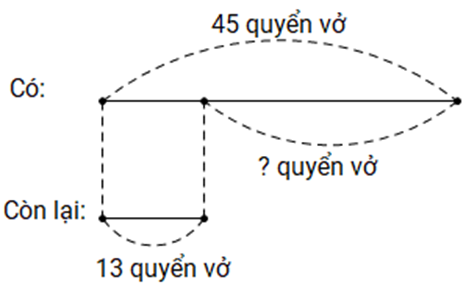 45 quyển vở
Có:
? quyển vở
Còn lại:
13 quyển vở